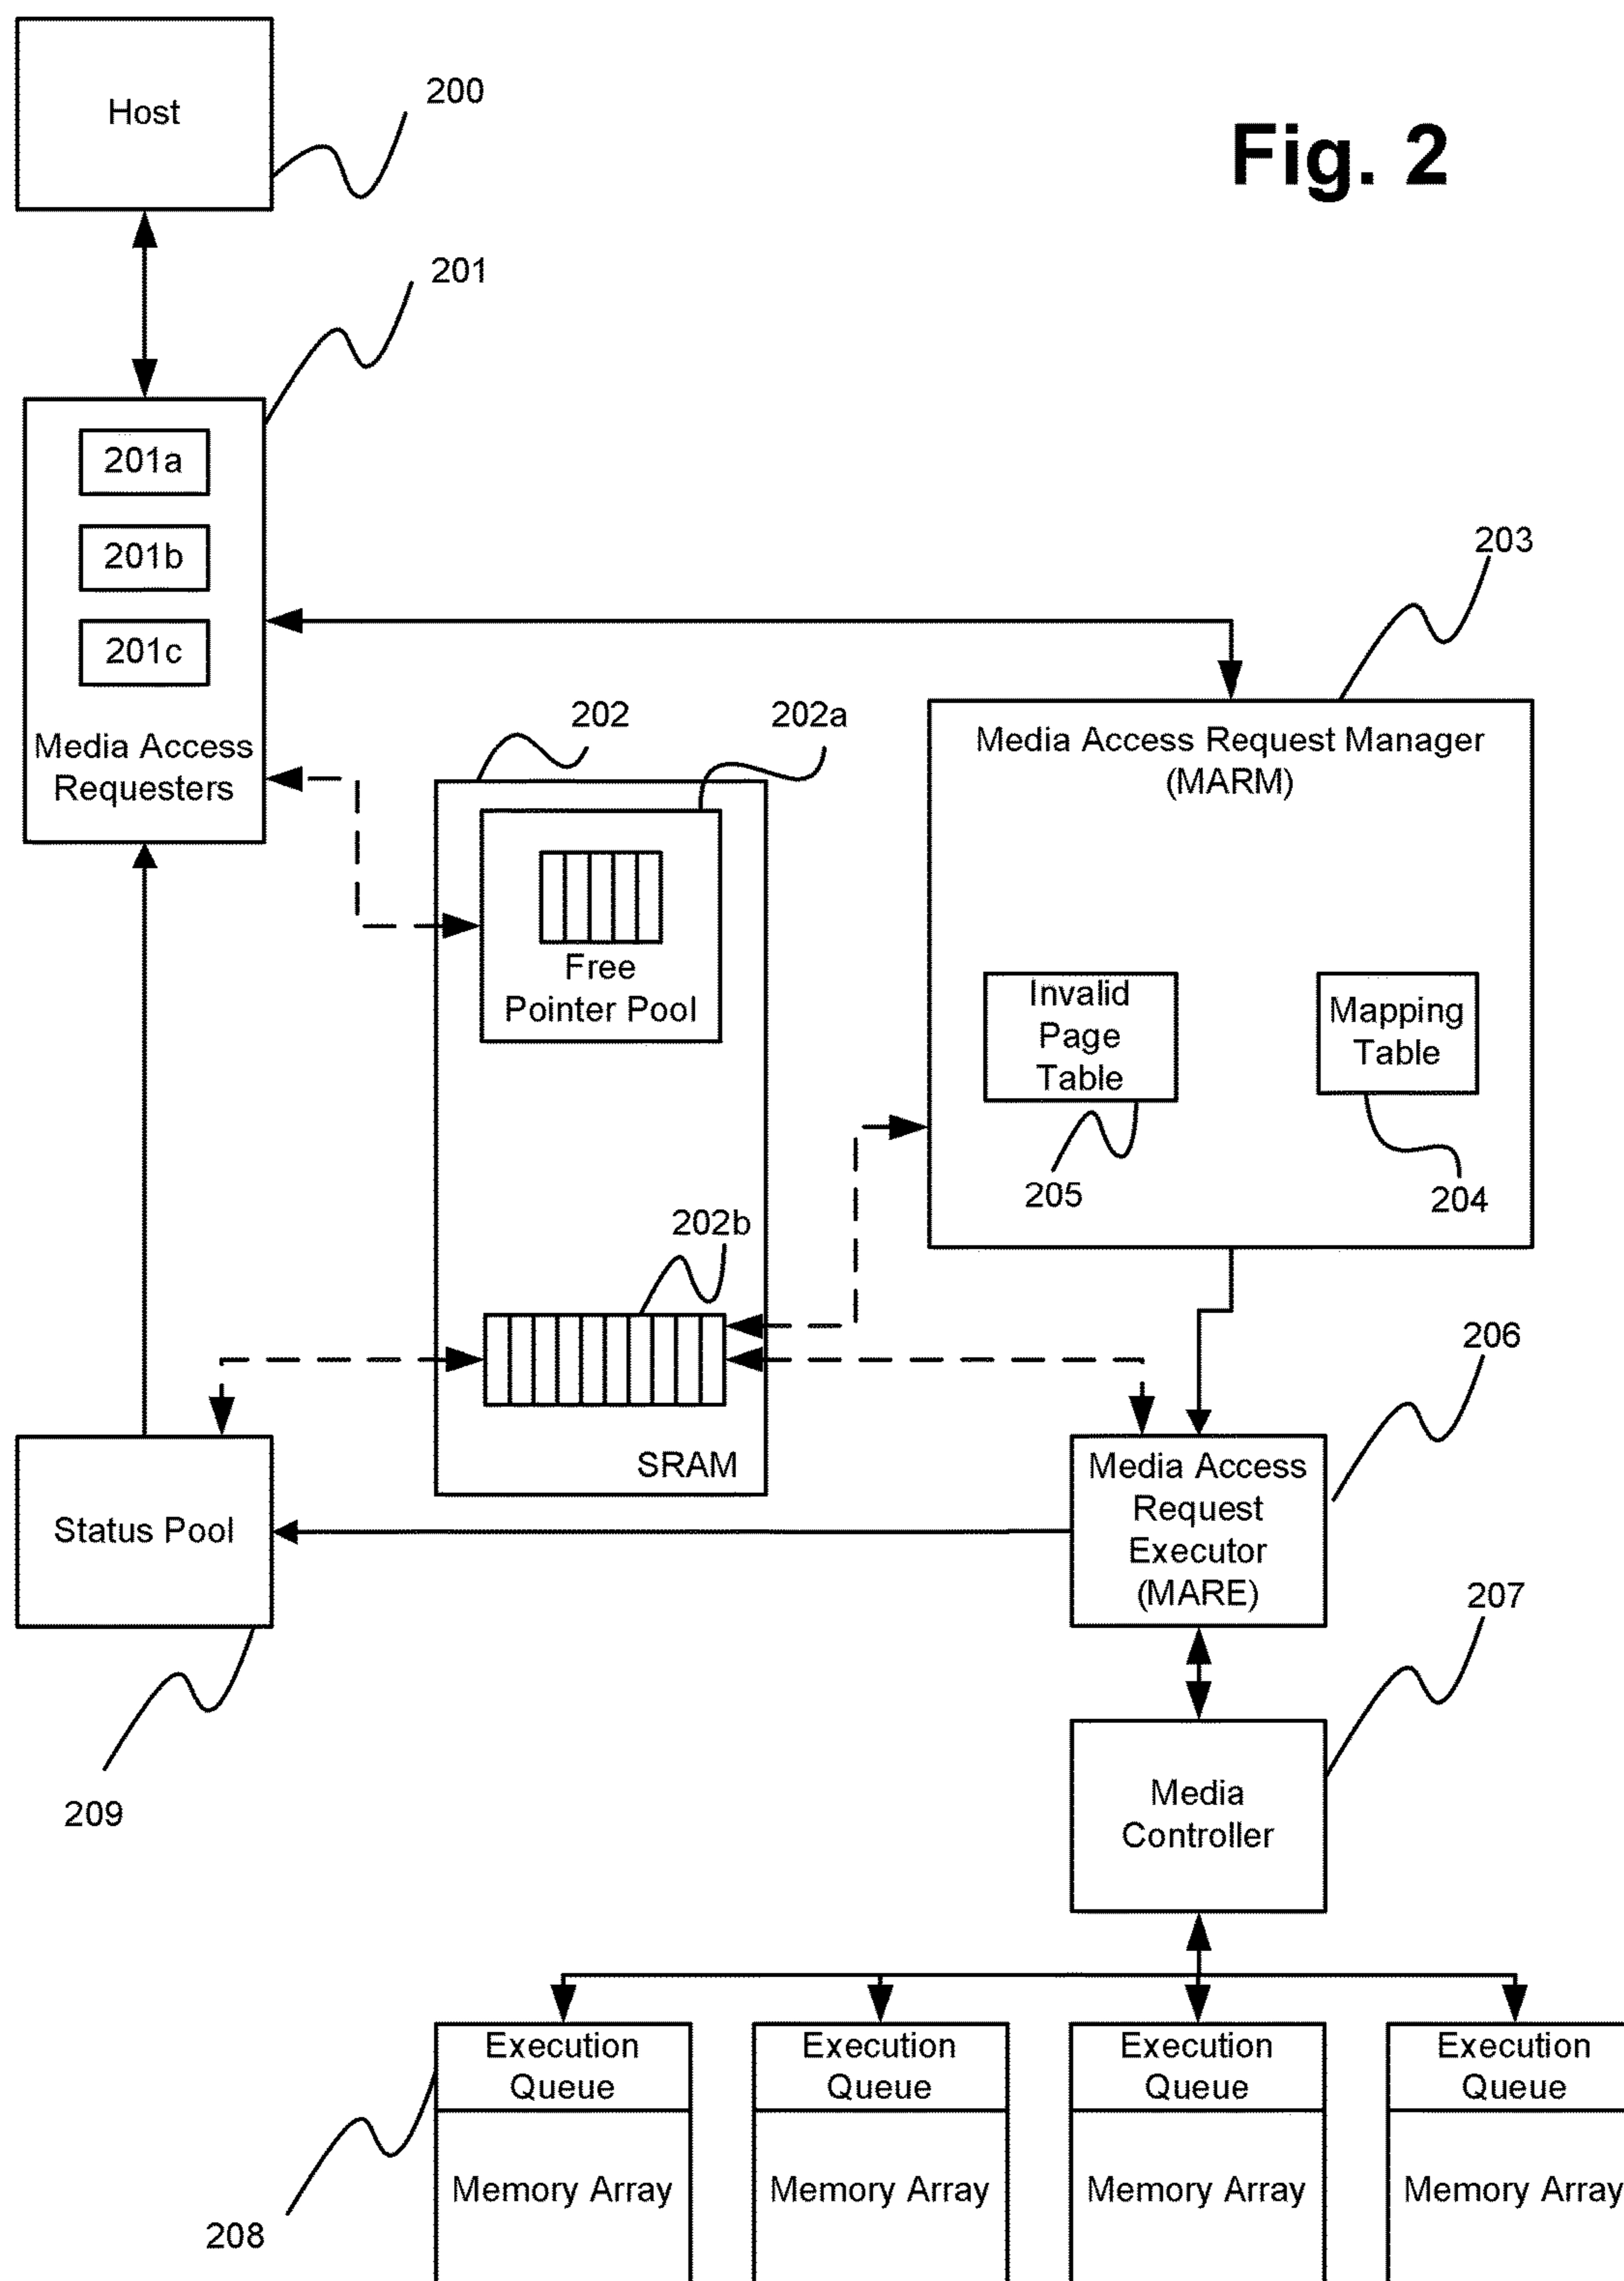 Host
200
Fig. 2
201
201a
201b
201c
Media Access
Requesters
203
202
202a
Media Access Request Manager
(MARM)
Free
Pointer Pool
Invalid
Page
Table
Mapping
Table
205
204
202b
206
SRAM
Status Pool
Media Access
Request
Executor
(MARE)
207
209
Media
Controller
Execution
Queue
Execution
Queue
Execution
Queue
Execution
Queue
Memory Array
Memory Array
Memory Array
Memory Array
208